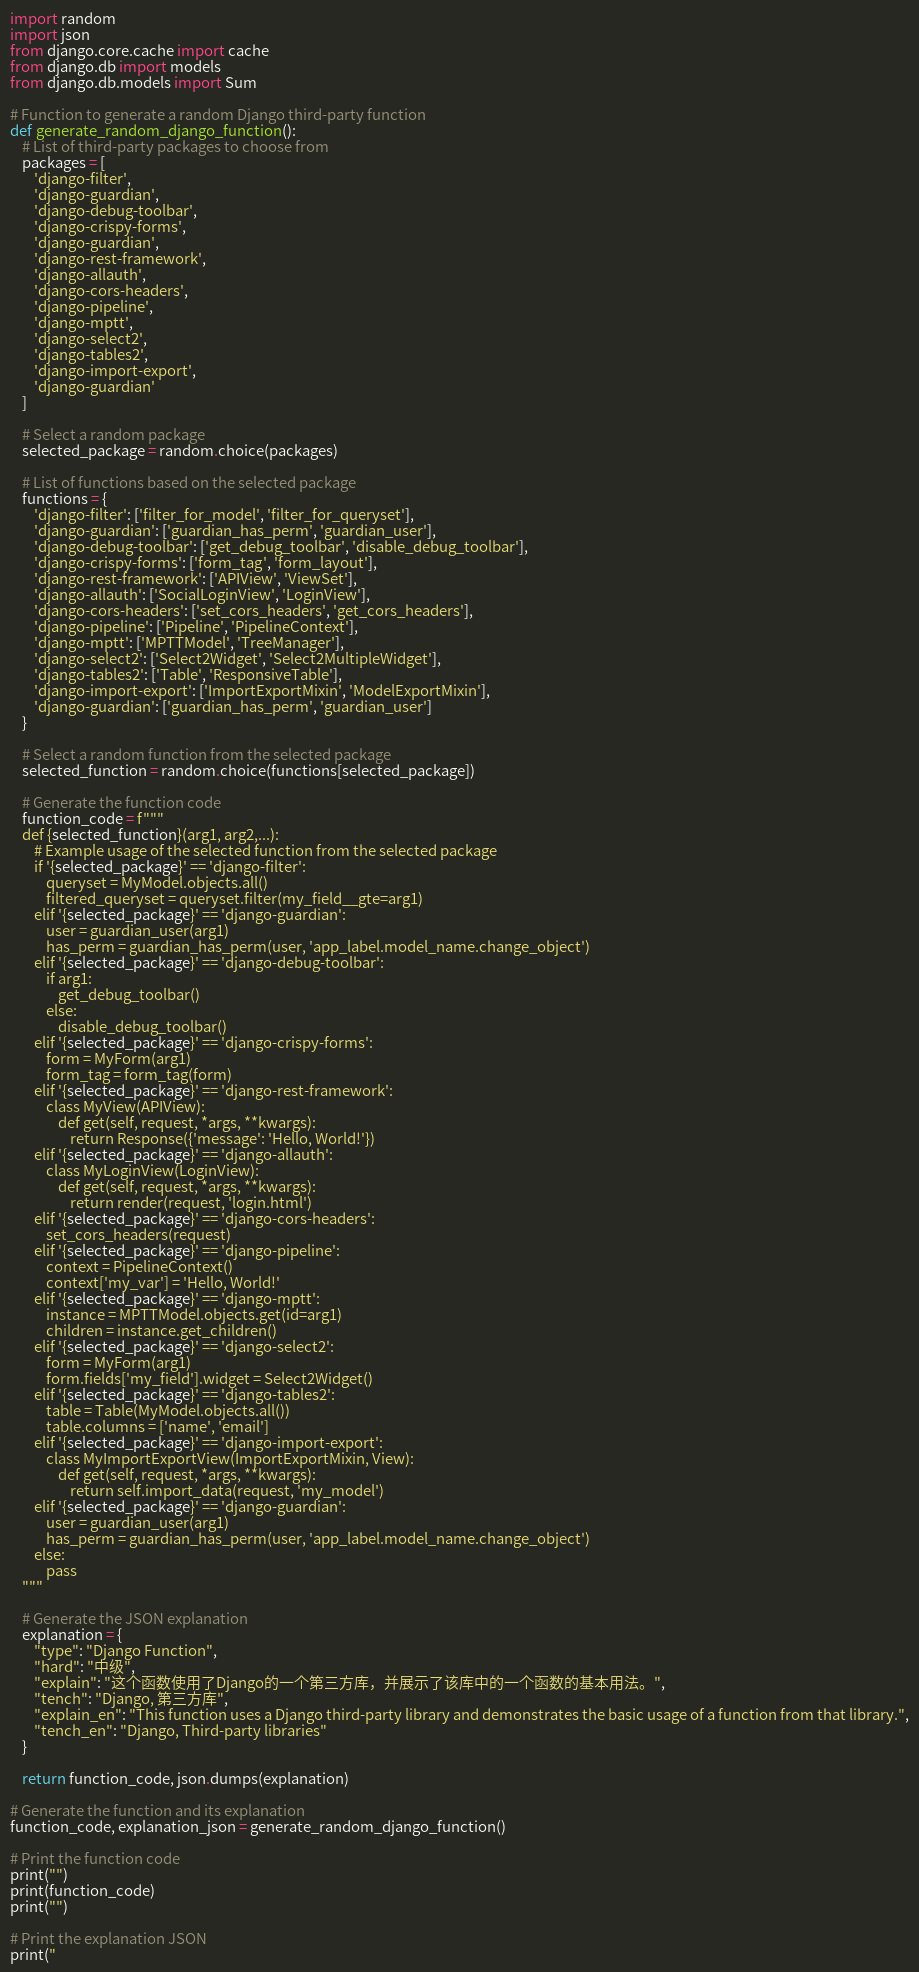 import random
import json
from django.core.cache import cache
from django.db import models
from django.db.models import Sum

# Function to generate a random Django third-party function
def generate_random_django_function():
    # List of third-party packages to choose from
    packages = [
        'django-filter',
        'django-guardian',
        'django-debug-toolbar',
        'django-crispy-forms',
        'django-guardian',
        'django-rest-framework',
        'django-allauth',
        'django-cors-headers',
        'django-pipeline',
        'django-mptt',
        'django-select2',
        'django-tables2',
        'django-import-export',
        'django-guardian'
    ]

    # Select a random package
    selected_package = random.choice(packages)

    # List of functions based on the selected package
    functions = {
        'django-filter': ['filter_for_model', 'filter_for_queryset'],
        'django-guardian': ['guardian_has_perm', 'guardian_user'],
        'django-debug-toolbar': ['get_debug_toolbar', 'disable_debug_toolbar'],
        'django-crispy-forms': ['form_tag', 'form_layout'],
        'django-rest-framework': ['APIView', 'ViewSet'],
        'django-allauth': ['SocialLoginView', 'LoginView'],
        'django-cors-headers': ['set_cors_headers', 'get_cors_headers'],
        'django-pipeline': ['Pipeline', 'PipelineContext'],
        'django-mptt': ['MPTTModel', 'TreeManager'],
        'django-select2': ['Select2Widget', 'Select2MultipleWidget'],
        'django-tables2': ['Table', 'ResponsiveTable'],
        'django-import-export': ['ImportExportMixin', 'ModelExportMixin'],
        'django-guardian': ['guardian_has_perm', 'guardian_user']
    }

    # Select a random function from the selected package
    selected_function = random.choice(functions[selected_package])

    # Generate the function code
    function_code = f"""
    def {selected_function}(arg1, arg2,...):
        # Example usage of the selected function from the selected package
        if '{selected_package}' == 'django-filter':
            queryset = MyModel.objects.all()
            filtered_queryset = queryset.filter(my_field__gte=arg1)
        elif '{selected_package}' == 'django-guardian':
            user = guardian_user(arg1)
            has_perm = guardian_has_perm(user, 'app_label.model_name.change_object')
        elif '{selected_package}' == 'django-debug-toolbar':
            if arg1:
                get_debug_toolbar()
            else:
                disable_debug_toolbar()
        elif '{selected_package}' == 'django-crispy-forms':
            form = MyForm(arg1)
            form_tag = form_tag(form)
        elif '{selected_package}' == 'django-rest-framework':
            class MyView(APIView):
                def get(self, request, *args, **kwargs):
                    return Response({'message': 'Hello, World!'})
        elif '{selected_package}' == 'django-allauth':
            class MyLoginView(LoginView):
                def get(self, request, *args, **kwargs):
                    return render(request, 'login.html')
        elif '{selected_package}' == 'django-cors-headers':
            set_cors_headers(request)
        elif '{selected_package}' == 'django-pipeline':
            context = PipelineContext()
            context['my_var'] = 'Hello, World!'
        elif '{selected_package}' == 'django-mptt':
            instance = MPTTModel.objects.get(id=arg1)
            children = instance.get_children()
        elif '{selected_package}' == 'django-select2':
            form = MyForm(arg1)
            form.fields['my_field'].widget = Select2Widget()
        elif '{selected_package}' == 'django-tables2':
            table = Table(MyModel.objects.all())
            table.columns = ['name', 'email']
        elif '{selected_package}' == 'django-import-export':
            class MyImportExportView(ImportExportMixin, View):
                def get(self, request, *args, **kwargs):
                    return self.import_data(request, 'my_model')
        elif '{selected_package}' == 'django-guardian':
            user = guardian_user(arg1)
            has_perm = guardian_has_perm(user, 'app_label.model_name.change_object')
        else:
            pass
    """

    # Generate the JSON explanation
    explanation = {
        "type": "Django Function",
        "hard": "中级",
        "explain": "这个函数使用了Django的一个第三方库，并展示了该库中的一个函数的基本用法。",
        "tench": "Django, 第三方库",
        "explain_en": "This function uses a Django third-party library and demonstrates the basic usage of a function from that library.",
        "tench_en": "Django, Third-party libraries"
    }

    return function_code, json.dumps(explanation)

# Generate the function and its explanation
function_code, explanation_json = generate_random_django_function()

# Print the function code
print("")
print(function_code)
print("")

# Print the explanation JSON
print("